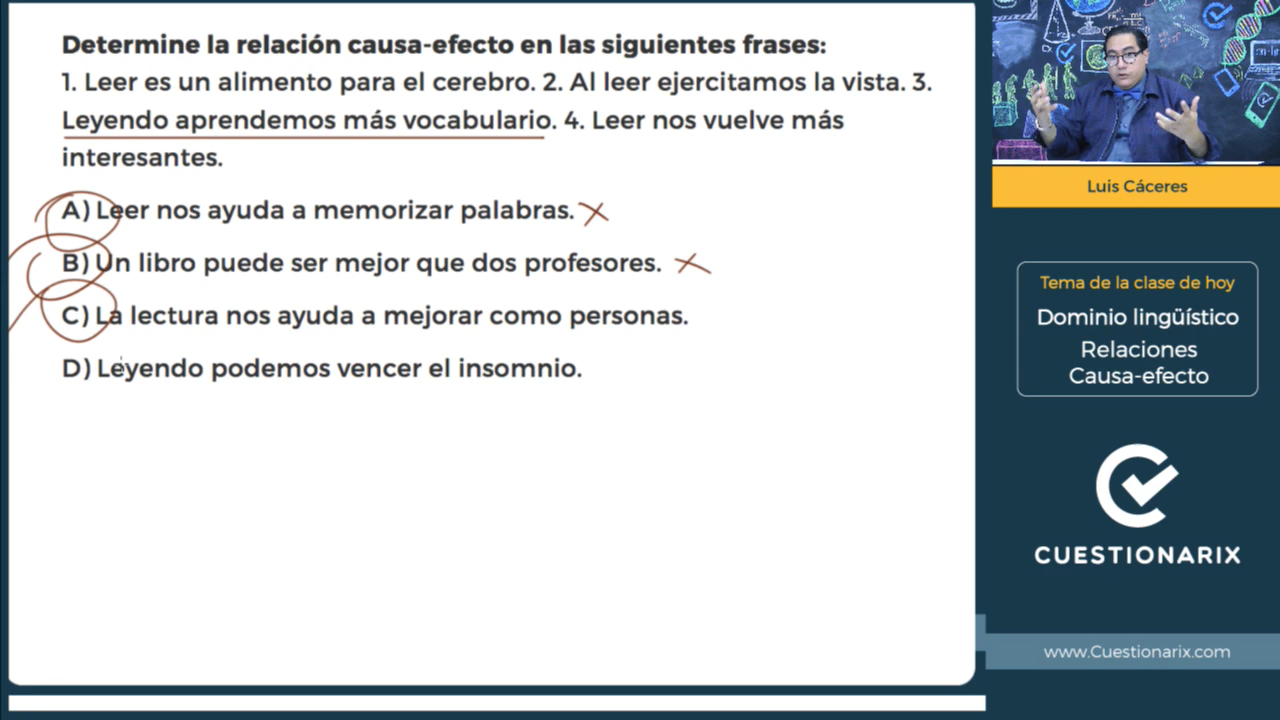 Determine la relación causa-efecto en las siguientes frases:
1. Leer es un alimento para el cerebro. 2. Al leer ejercitamos la vista. 3.
Leyendo aprendemos más vocabulario. 4. Leer nos vuelve más
interesantes.
A) Leer nos ayuda a memorizar palabras.
B) Un libro puede ser mejor que dos profesores.
C) La lectura nos ayuda a mejorar como personas.
D) Leyendo podemos vencer el insomnio.
Luis Cáceres
Tema de la clase de hoy
Dominio lingüístico
Relaciones
Causa-efecto
CUESTIONARIX
www.Cuestionarix.com